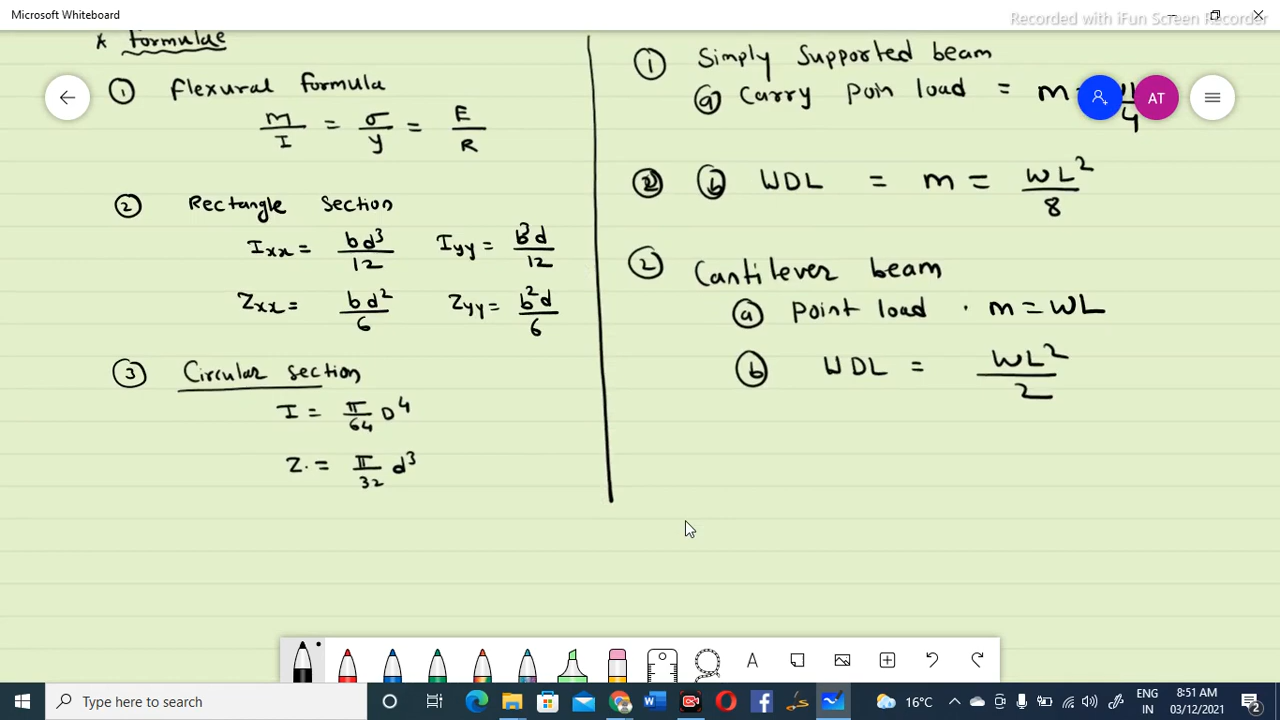 Microsoft Whiteboard
Recorded with iFun Screen Recorder
* formulae
① flexural formula
M/I = σ/y = E/R
② Rectangle Section
Ixx = bd³/12 Iyy = b³d/12
Zxx = bd²/6 Zyy = b²d/6
③ Circular section
I = π/64 D⁴
Z = π/32 d³
① Simply Supported beam
ⓐ Carry Poin load = m = /4
ⓑ WDL = m = WL²/8
② Cantilever beam
ⓐ Point load . m = WL
ⓑ WDL = WL²/2
AT
A
Type here to search
16°C
ENG
IN
8:51 AM
03/12/2021
2